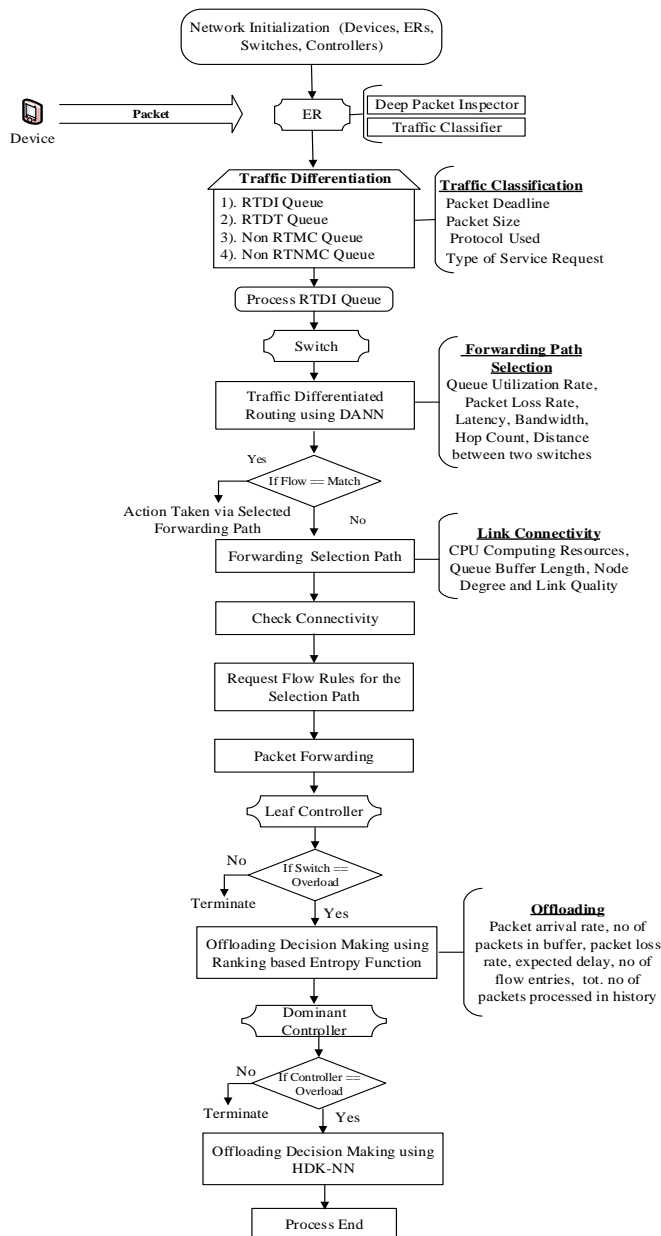 Network Initialization (Devices, ERs,
Switches, Controllers)
Packet
Device
ER
Deep Packet Inspector
Traffic Classifier
Traffic Differentiation
1). RTDI Queue
2). RTDT Queue
3). Non RTMC Queue
4). Non RTNMC Queue
Traffic Classification
Packet Deadline
Packet Size
Protocol Used
Type of Service Request
Process RTDI Queue
Switch
Traffic Differentiated
Routing using DANN
Forwarding Path
Selection
Queue Utilization Rate,
Packet Loss Rate,
Latency, Bandwidth,
Hop Count, Distance
between two switches
Yes
If Flow == Match
Action Taken via Selected
Forwarding Path
No
Forwarding Selection Path
Link Connectivity
CPU Computing Resources,
Queue Buffer Length, Node
Degree and Link Quality
Check Connectivity
Request Flow Rules for the
Selection Path
Packet Forwarding
Leaf Controller
No
If Switch ==
Overload
Terminate
Yes
Offloading Decision Making using
Ranking based Entropy Function
Offloading
Packet arrival rate, no of
packets in buffer, packet loss
rate, expected delay, no of
flow entries, tot. no of
packets processed in history
Dominant
Controller
No
If Controller ==
Overload
Terminate
Yes
Offloading Decision Making using
HDK-NN
Process End